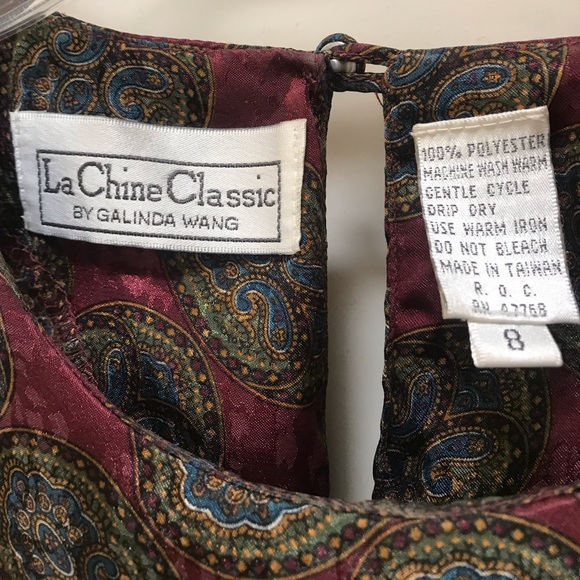 La Chine Classic
BY GALINDA WANG
100% POLYESTER
MACHINE WASH WARM
GENTLE CYCLE
DRIP DRY
USE WARM IRON
DO NOT BLEACH
MADE IN TAIWAN
R. O. C.
RN 47768
8